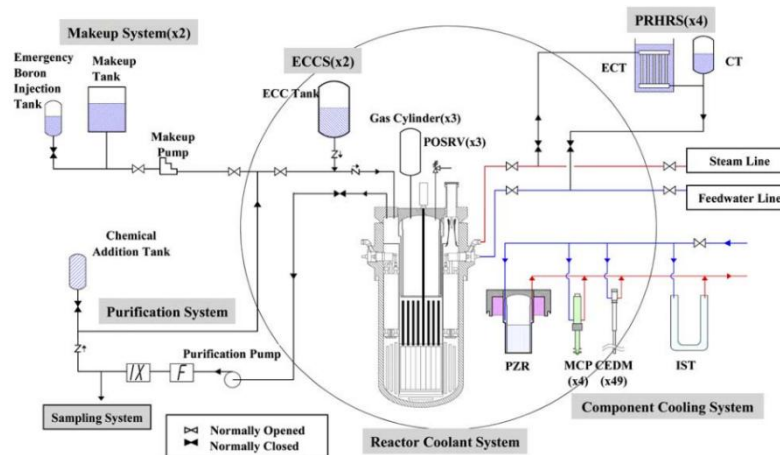 Makeup System(x2)
Emergency
Boron
Injection
Tank
Makeup
Tank
Makeup
Pump
ECCS(x2)
ECC Tank
Gas Cylinder(x3)
POSRV(x3)
PRHRS(x4)
ECT
CT
Steam Line
Feedwater Line
Chemical
Addition Tank
Purification System
Purification Pump
IX
F
Sampling System
Normally Opened
Normally Closed
Reactor Coolant System
PZR
MCP
(x4)
CEDM
(x49)
IST
Component Cooling System